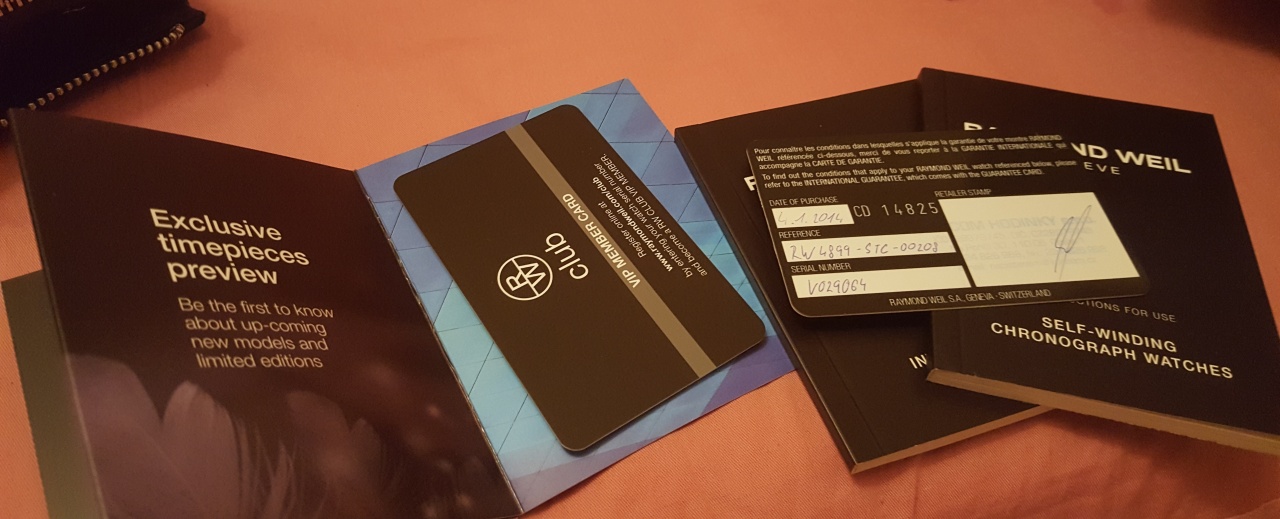 Exclusive
timepieces
preview
Be the first to know
about up-coming
new models and
limited editions
RW
club
VIP MEMBER CARD
Register online at
www.raymondweil.com/club
by entering your watch serial number
and become a RW CLUB VIP MEMBER.
Pour connaître les conditions dans lesquelles s'applique la garantie de votre montre RAYMOND
WEIL référencée ci-dessous, merci de vous reporter à la GARANTIE INTERNATIONALE qui
accompagne la CARTE DE GARANTIE.
To find out the conditions that apply to your RAYMOND WEIL watch referenced below, please
refer to the INTERNATIONAL GUARANTEE, which comes with the GUARANTEE CARD.
DATE OF PURCHASE
4.1.2014
CD 14825
RETAILER STAMP
REFERENCE
RW 4899-STC-00208
SERIAL NUMBER
V029064
RAYMOND WEIL S.A., GENEVA - SWITZERLAND
ND WEIL
EVE
CTIONS FOR USE
SELF-WINDING
CHRONOGRAPH WATCHES
IN